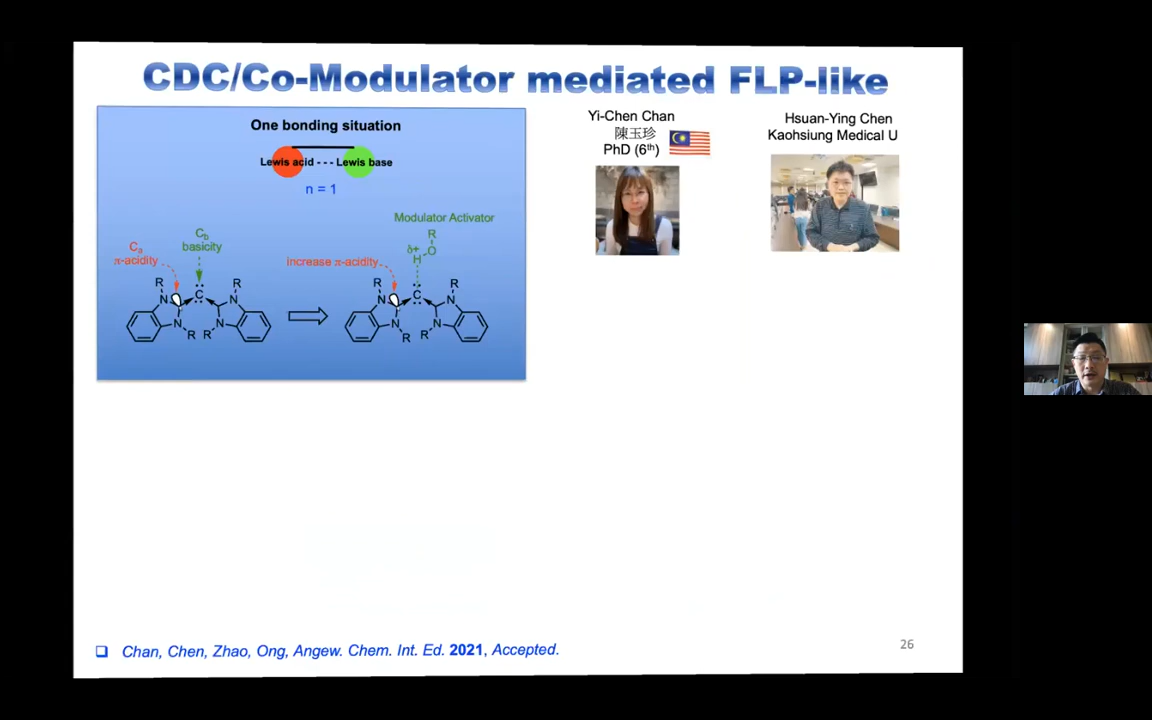 CDC/Co-Modulator mediated FLP-like
One bonding situation
Lewis acid --- Lewis base
n = 1
Modulator Activator
R
O
δ+
H
Cb
basicity
Ca
π-acidity
increase π-acidity
R
N
C
R
N
N
R
R
N
R
N
C
R
N
N
R
R
N
Yi-Chen Chan
陳玉珍
PhD (6th)
Hsuan-Ying Chen
Kaohsiung Medical U
Chan, Chen, Zhao, Ong, Angew. Chem. Int. Ed. 2021, Accepted.
26